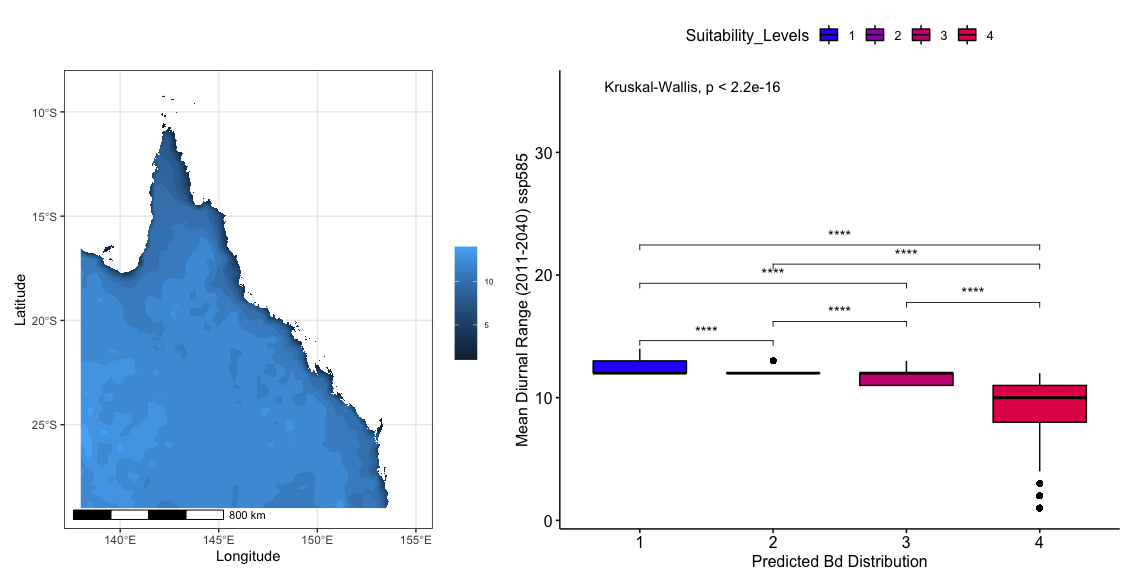 Suitability_Levels 1 2 3 4
Kruskal-Wallis, p < 2.2e-16
10°S
15°S
20°S
25°S
Latitude
800 km
140°E 145°E 150°E 155°E
Longitude
10
5
Mean Diurnal Range (2011-2040) ssp585
30
20
10
0
****
****
****
****
****
****
1 2 3 4
Predicted Bd Distribution